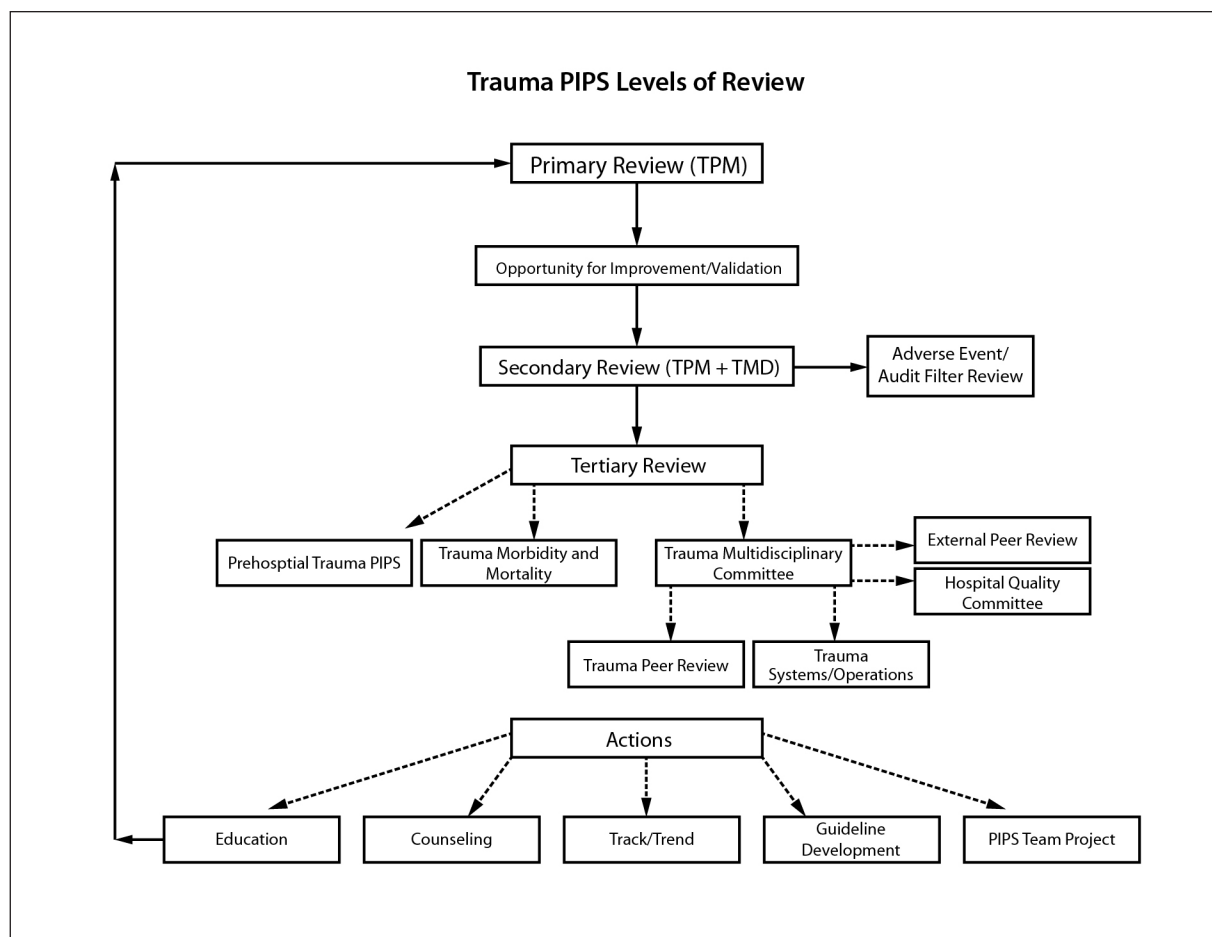 Trauma PIPS Levels of Review
Primary Review (TPM)
Opportunity for Improvement/Validation
Secondary Review (TPM + TMD)
Adverse Event/
Audit Filter Review
Tertiary Review
Prehosptial Trauma PIPS
Trauma Morbidity and
Mortality
Trauma Multidisciplinary
Committee
External Peer Review
Hospital Quality
Committee
Trauma Peer Review
Trauma
Systems/Operations
Actions
Education
Counseling
Track/Trend
Guideline
Development
PIPS Team Project